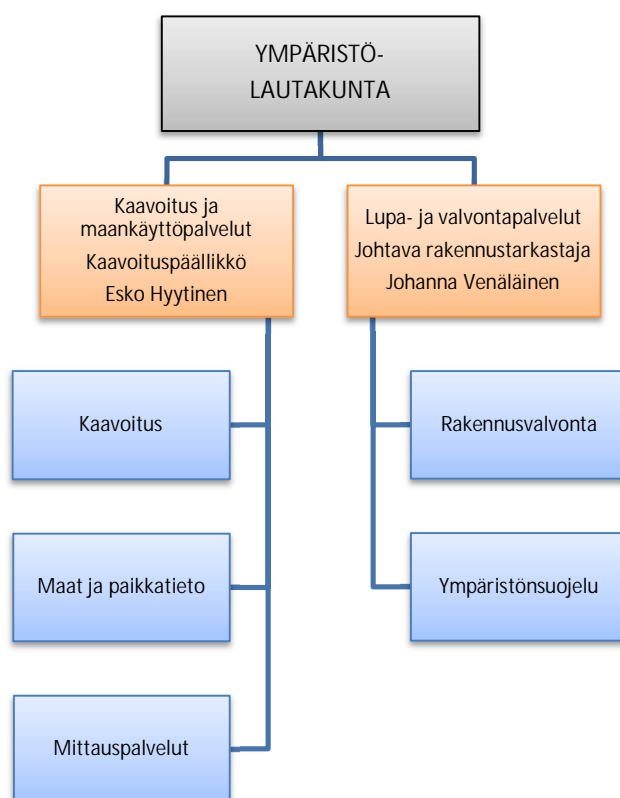 YMPÄRISTÖ-
LAUTAKUNTA
Kaavoitus ja
maankäyttöpalvelut
Kaavoituspäällikkö
Esko Hyytinen
Lupa- ja valvontapalvelut
Johtava rakennustarkastaja
Johanna Venäläinen
Kaavoitus
Rakennusvalvonta
Maat ja paikkatieto
Ympäristönsuojelu
Mittauspalvelut